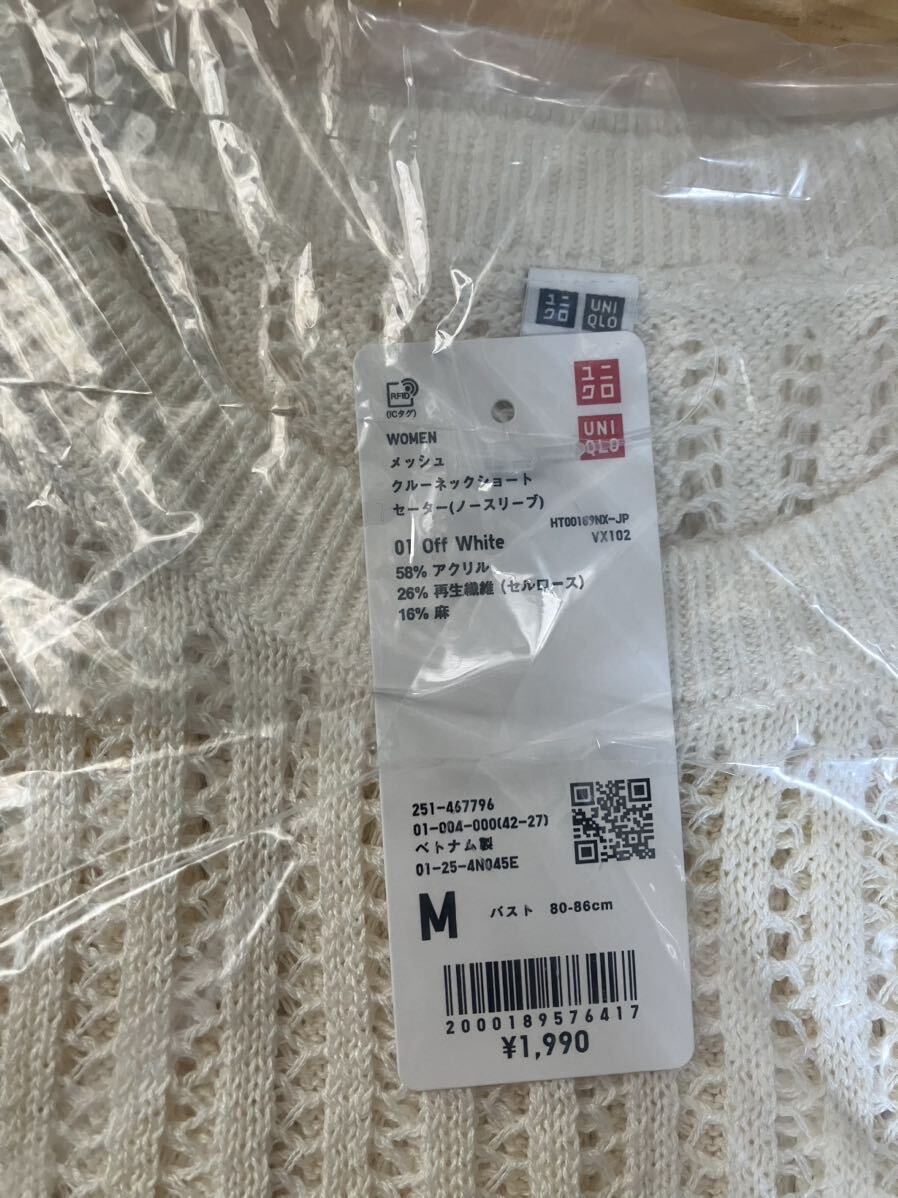 ユニ
クロ
UNI
QLO
RFID
(ICタグ)
ユニ
クロ
UNI
QLO
WOMEN
メッシュ
クルーネックショート
セーター(ノースリーブ)
HT00189NX-JP
01 Off White
VX102
58% アクリル
26% 再生繊維 (セルロース)
16% 麻
251-467796
01-004-000(42-27)
ベトナム製
01-25-4N045E
M バスト 80-86cm
2000189576417
¥1,990